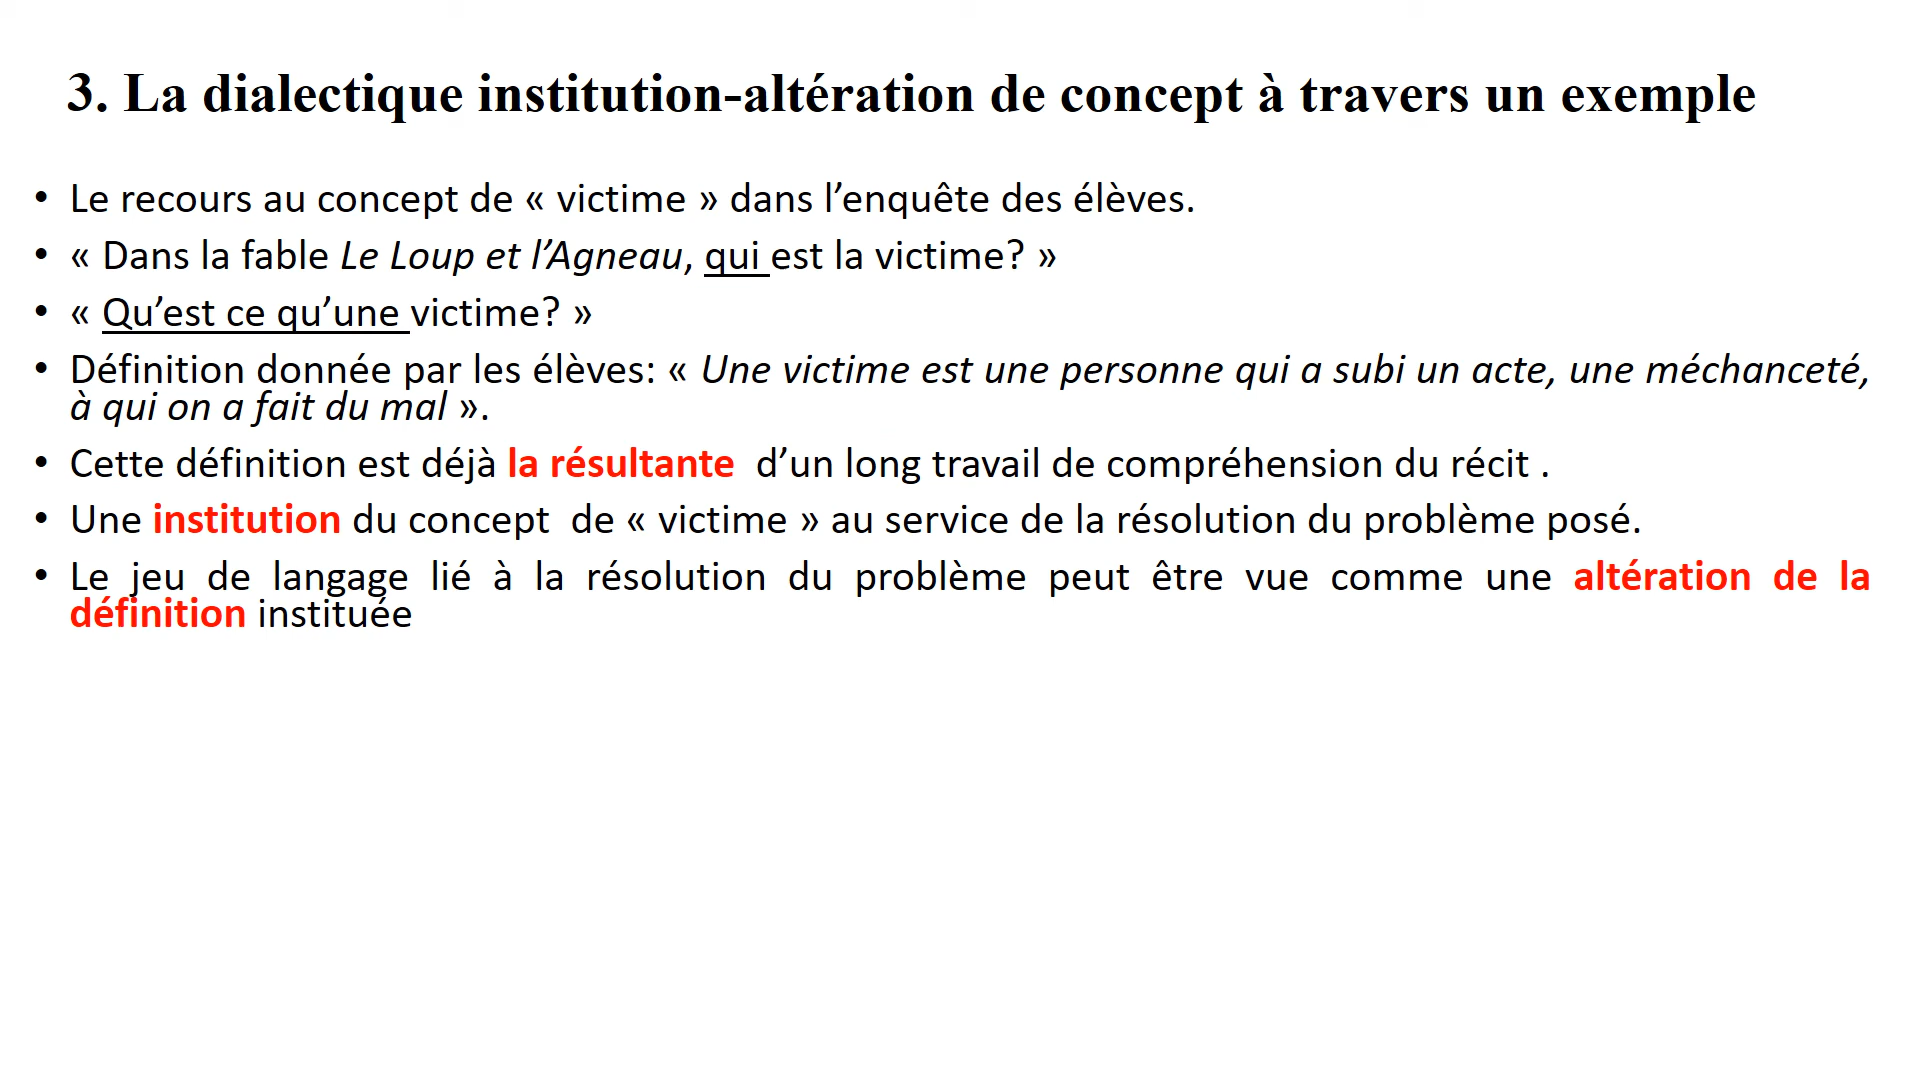 3. La dialectique institution-altération de concept à travers un exemple
• Le recours au concept de « victime » dans l’enquête des élèves.
• « Dans la fable Le Loup et l’Agneau, qui est la victime? »
• « Qu’est ce qu’une victime? »
• Définition donnée par les élèves: « Une victime est une personne qui a subi un acte, une méchanceté,
à qui on a fait du mal ».
• Cette définition est déjà la résultante  d’un long travail de compréhension du récit .
• Une institution du concept  de « victime » au service de la résolution du problème posé.
• Le jeu de langage lié à la résolution du problème peut être vue comme une altération de la
définition instituée